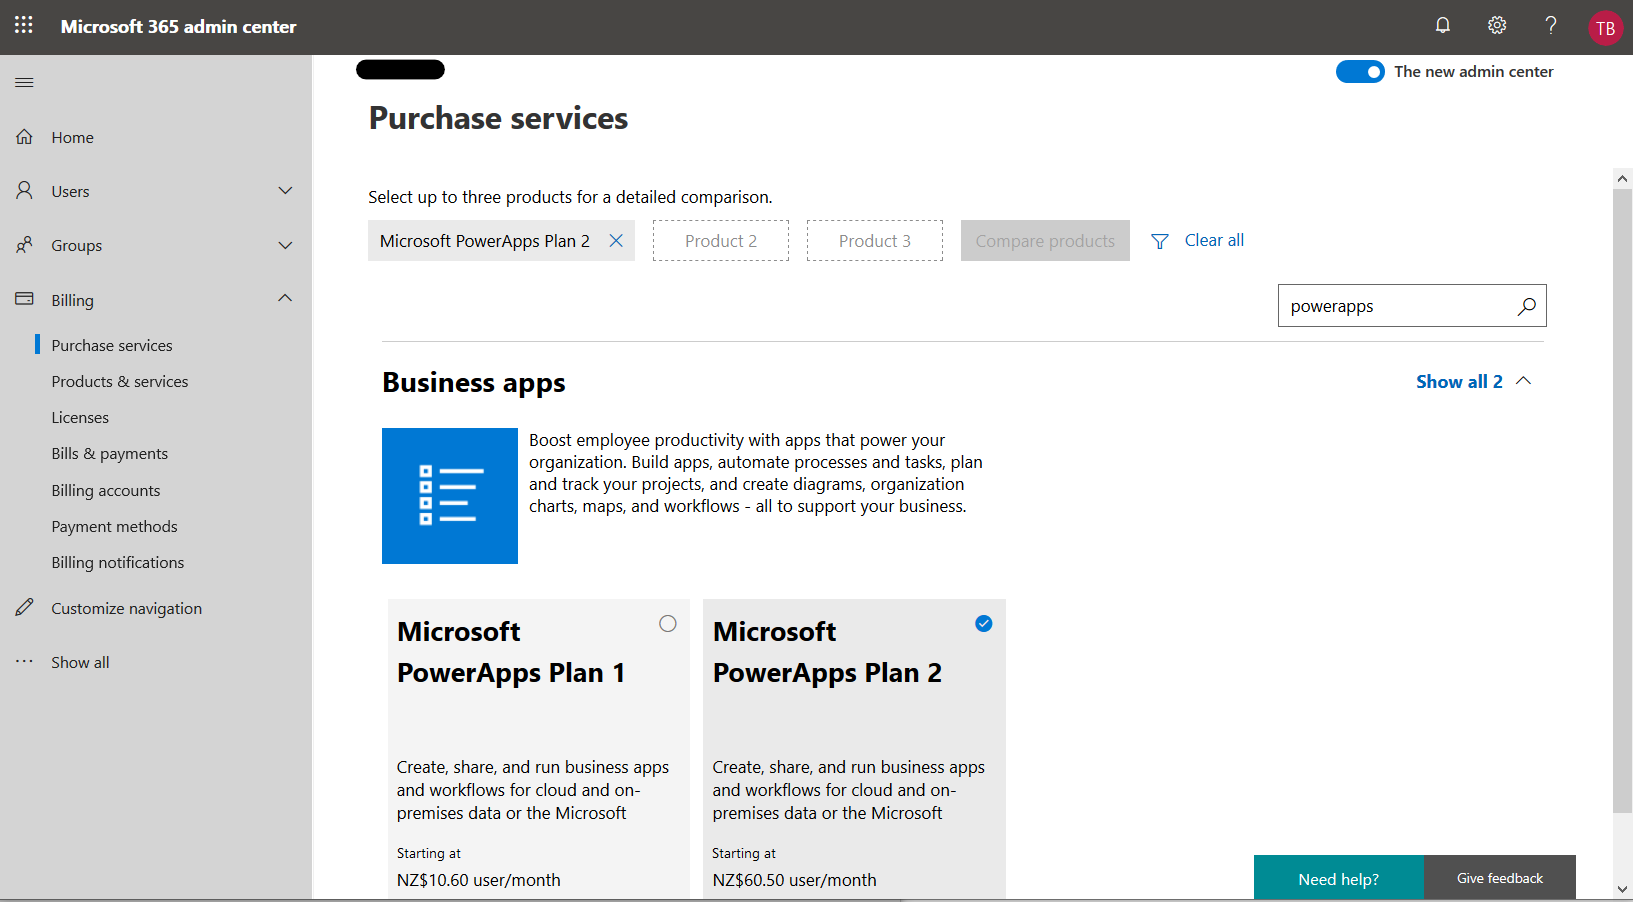 Microsoft 365 admin center
TB
The new admin center
Home
Users
Groups
Billing
Purchase services
Products & services
Licenses
Bills & payments
Billing accounts
Payment methods
Billing notifications
Customize navigation
Show all
Purchase services
Select up to three products for a detailed comparison.
Microsoft PowerApps Plan 2
Product 2
Product 3
Compare products
Clear all
powerapps
Business apps
Show all 2
Boost employee productivity with apps that power your
organization. Build apps, automate processes and tasks, plan
and track your projects, and create diagrams, organization
charts, maps, and workflows - all to support your business.
Microsoft
PowerApps Plan 1
Create, share, and run business apps
and workflows for cloud and on-
premises data or the Microsoft
Starting at
NZ$10.60 user/month
Microsoft
PowerApps Plan 2
Create, share, and run business apps
and workflows for cloud and on-
premises data or the Microsoft
Starting at
NZ$60.50 user/month
Need help?
Give feedback